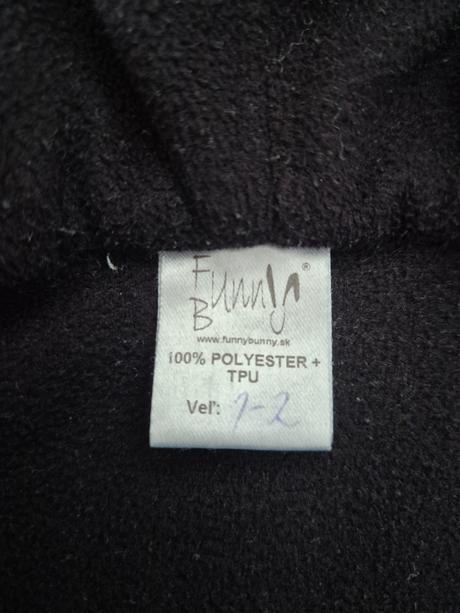 Funny®
Bunny
www.funnybunny.sk
100% POLYESTER +
TPU
Veľ: 1-2